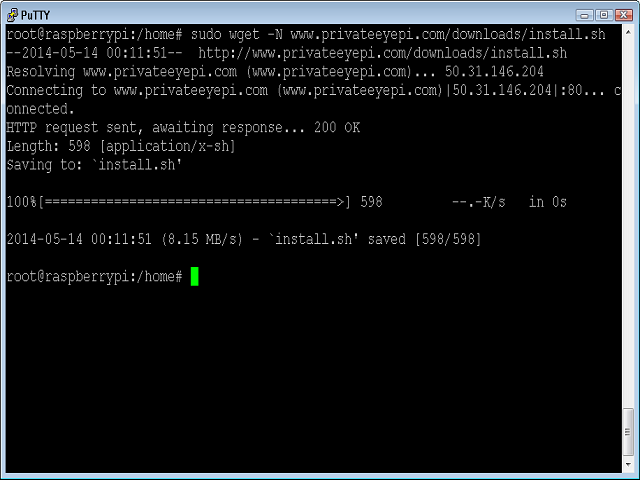 PuTTY
root@raspberrypi:/home# sudo wget -N www.privateeyepi.com/downloads/install.sh
--2014-05-14 00:11:51--  http://www.privateeyepi.com/downloads/install.sh
Resolving www.privateeyepi.com (www.privateeyepi.com)... 50.31.146.204
Connecting to www.privateeyepi.com (www.privateeyepi.com)|50.31.146.204|:80... c
onnected.
HTTP request sent, awaiting response... 200 OK
Length: 598 [application/x-sh]
Saving to: `install.sh'
100%[======================================>] 598         --.-K/s   in 0s
2014-05-14 00:11:51 (8.15 MB/s) - `install.sh' saved [598/598]
root@raspberrypi:/home#